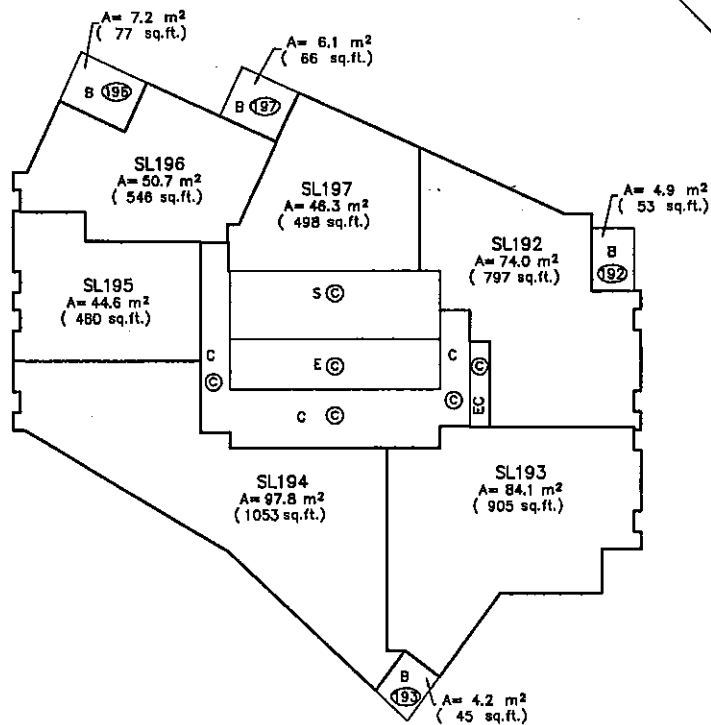 A= 7.2 m²
( 77 sq.ft.)
A= 6.1 m²
( 66 sq.ft.)
B 196
B 197
SL196
A= 50.7 m²
( 546 sq.ft.)
SL197
A= 46.3 m²
( 498 sq.ft.)
A= 4.9 m²
( 53 sq.ft.)
SL192
A= 74.0 m²
( 797 sq.ft.)
B
192
SL195
A= 44.6 m²
( 480 sq.ft.)
S C
E C
C
C
C
C
C
EC
C C
SL194
A= 97.8 m²
( 1053 sq.ft.)
SL193
A= 84.1 m²
( 905 sq.ft.)
B
193
A= 4.2 m²
( 45 sq.ft.)